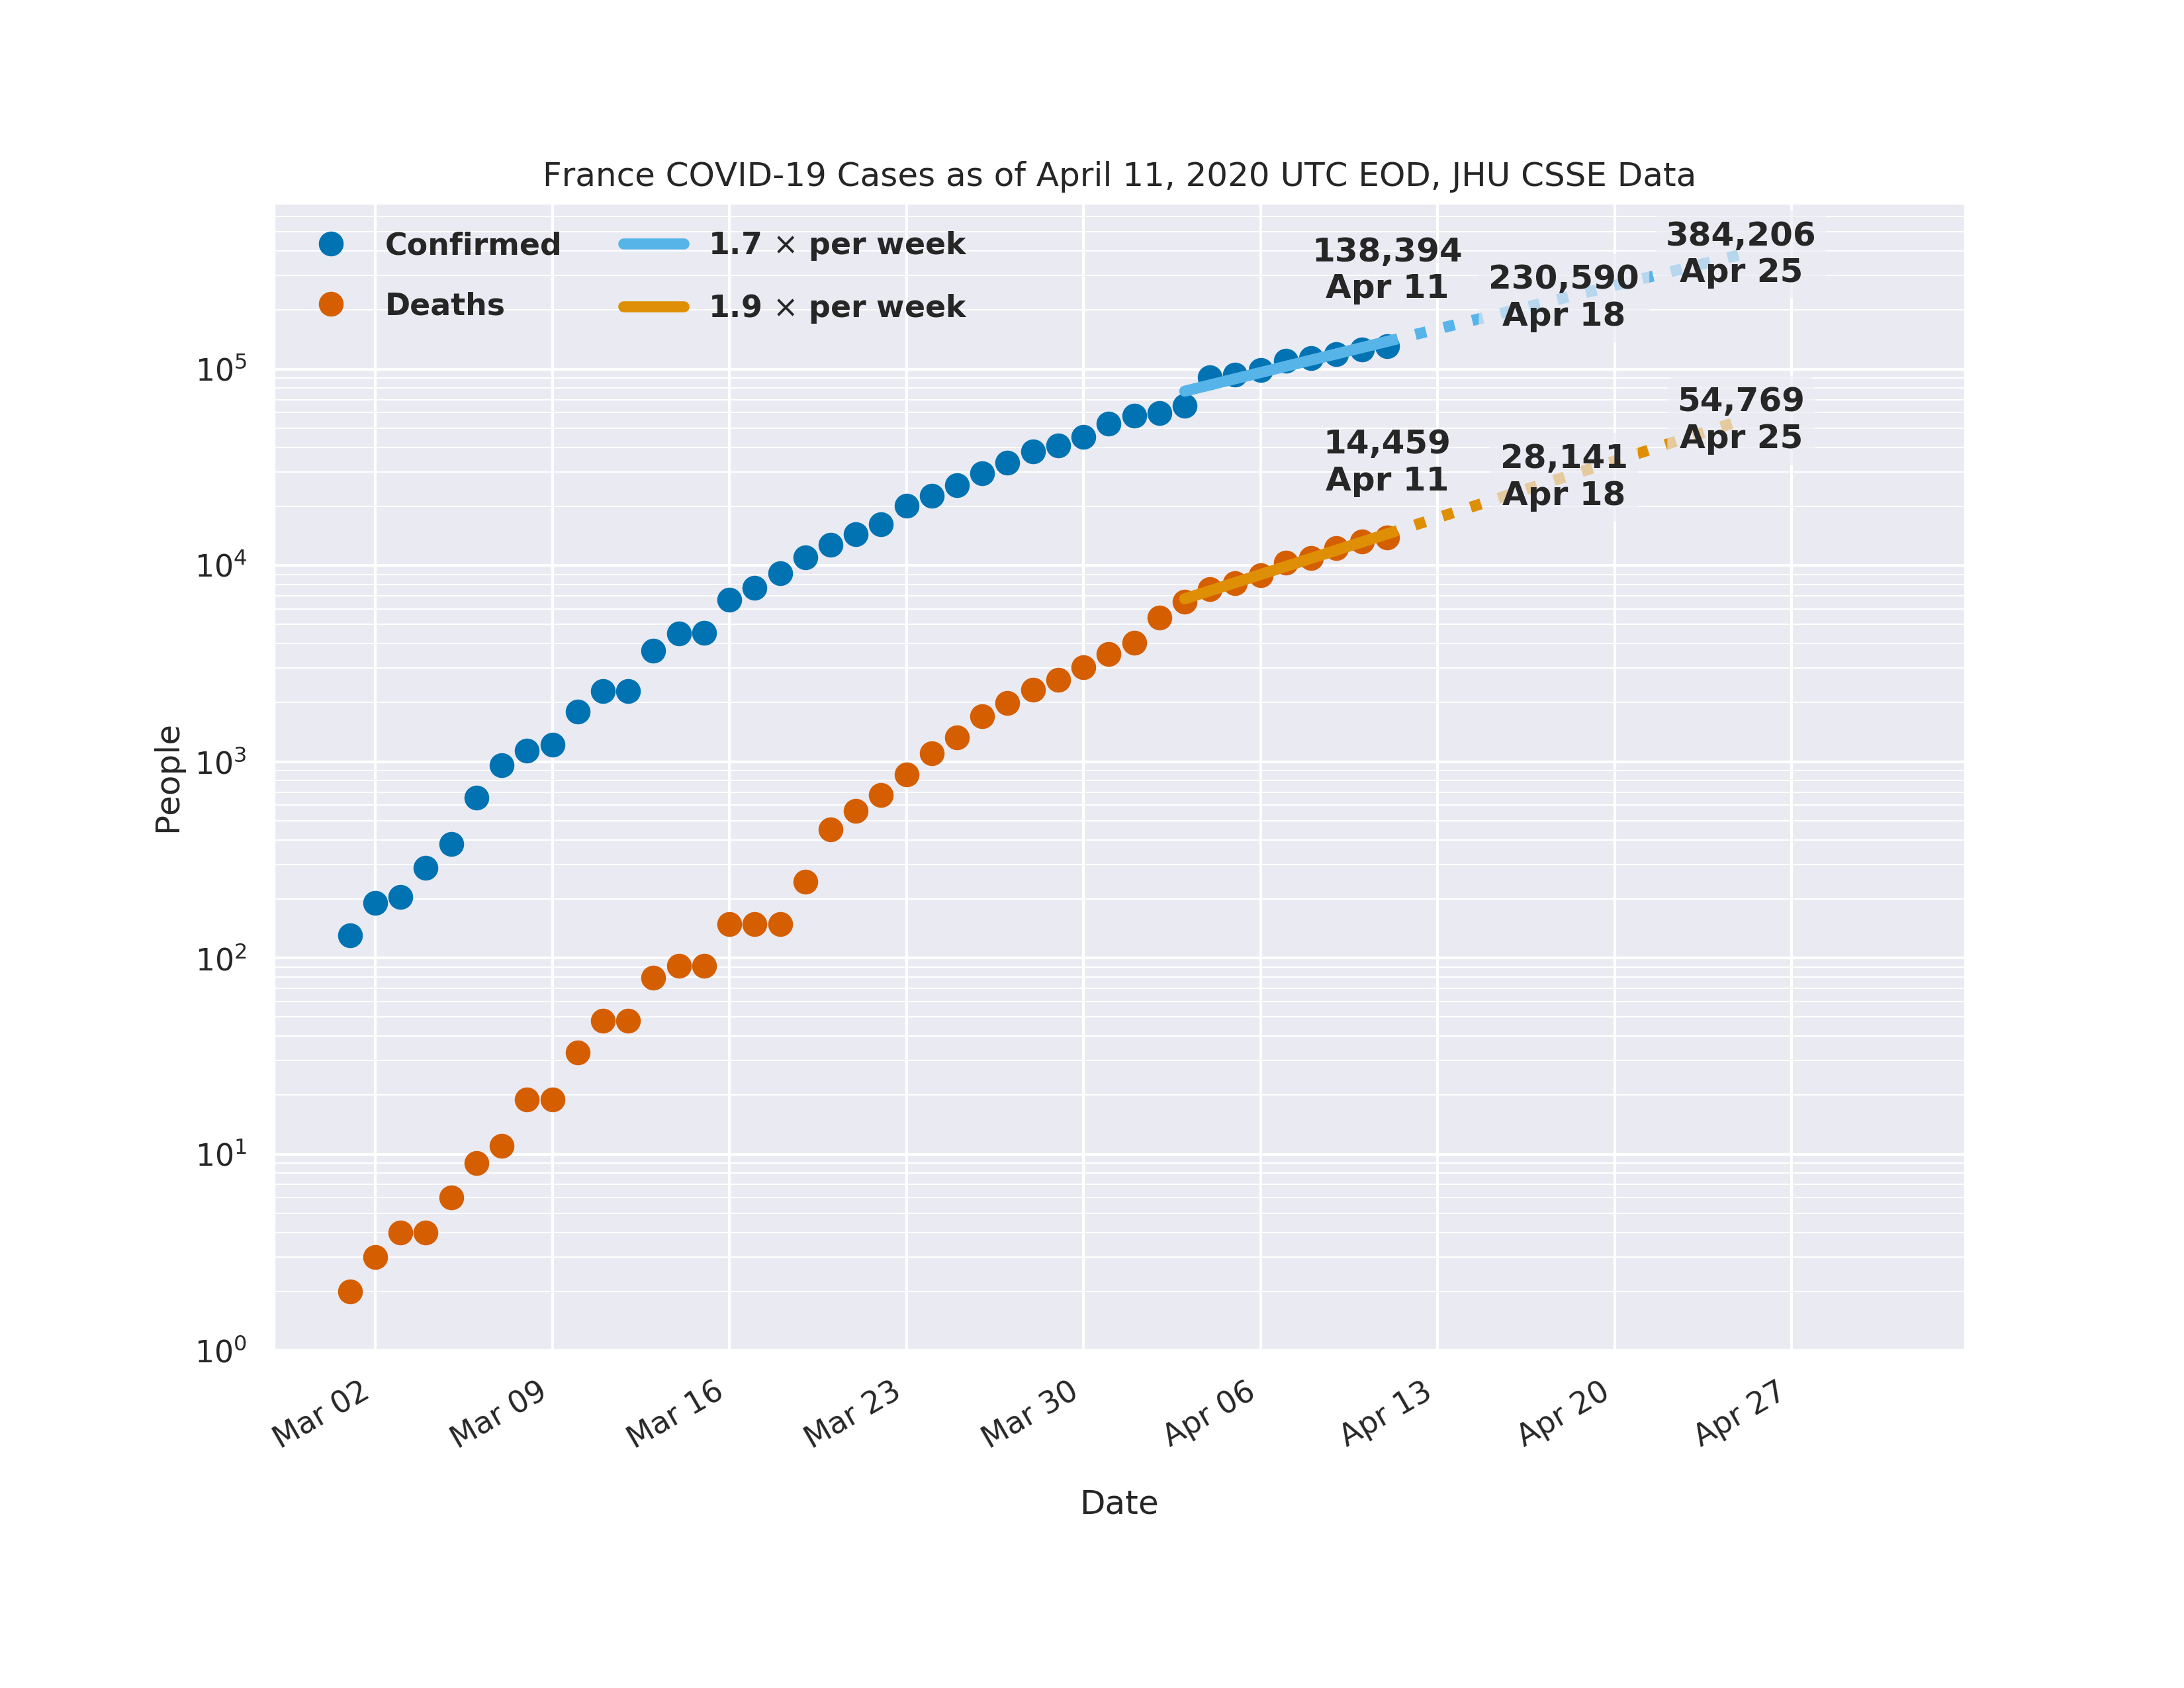 France COVID-19 Cases as of April 11, 2020 UTC EOD, JHU CSSE Data
Confirmed
Deaths
1.7 × per week
1.9 × per week
138,394
Apr 11
230,590
Apr 18
384,206
Apr 25
14,459
Apr 11
28,141
Apr 18
54,769
Apr 25
People
10⁵
10⁴
10³
10²
10¹
10⁰
Mar 02
Mar 09
Mar 16
Mar 23
Mar 30
Apr 06
Apr 13
Apr 20
Apr 27
Date